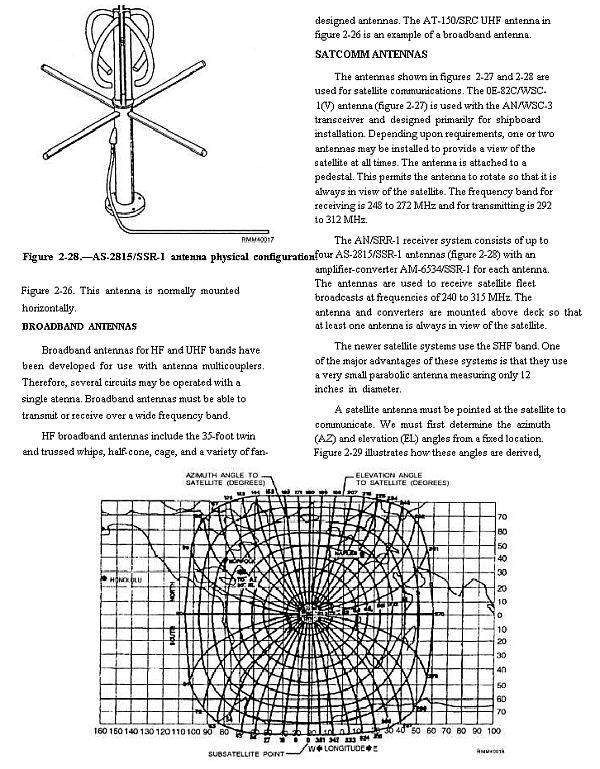 RMM40017
Figure 2-28.—AS-2815/SSR-1 antenna physical configuration
Figure 2-26. This antenna is normally mounted
horizontally.
BROADBAND ANTENNAS
Broadband antennas for HF and UHF bands have
been developed for use with antenna multicouplers.
Therefore, several circuits may be operated with a
single atenna. Broadband antennas must be able to
transmit or receive over a wide frequency band.
HF broadband antennas include the 35-foot twin
and trussed whips, half-cone, cage, and a variety of fan-
designed antennas. The AT-150/SRC UHF antenna in
figure 2-26 is an example of a broadband antenna.
SATCOMM ANTENNAS
The antennas shown in figures 2-27 and 2-28 are
used for satellite communications. The 0E-82C/WSC-
1(V) antenna (figure 2-27) is used with the AN/WSC-3
transceiver and designed primarily for shipboard
installation. Depending upon requirements, one or two
antennas may be installed to provide a view of the
satellite at all times. The antenna is attached to a
pedestal. This permits the antenna to rotate so that it is
always in view of the satellite. The frequency band for
receiving is 248 to 272 MHz and for transmitting is 292
to 312 MHz.
The AN/SRR-1 receiver system consists of up to
four AS-2815/SSR-1 antennas (figure 2-28) with an
amplifier-converter AM-6534/SSR-1 for each antenna.
The antennas are used to receive satellite fleet
broadcasts at frequencies of 240 to 315 MHz. The
antenna and converters are mounted above deck so that
at least one antenna is always in view of the satellite.
The newer satellite systems use the SHF band. One
of the major advantages of these systems is that they use
a very small parabolic antenna measuring only 12
inches in diameter.
A satellite antenna must be pointed at the satellite to
communicate. We must first determine the azimuth
(AZ) and elevation (EL) angles from a fixed location.
Figure 2-29 illustrates how these angles are derived,
AZIMUTH ANGLE TO
SATELLITE (DEGREES)
ELEVATION ANGLE
TO SATELLITE (DEGREES)
NORFOLK
NAPLES
HONOLULU
NORTH
SOUTH
70
60
50
40
30
20
10
0
10
20
30
40
50
60
70
160 150 140 130 120 110 100 90 80 70 60 50 40 30 20
30 40 50 60 70 80 90 100
SUBSATELLITE POINT
W LONGITUDE E